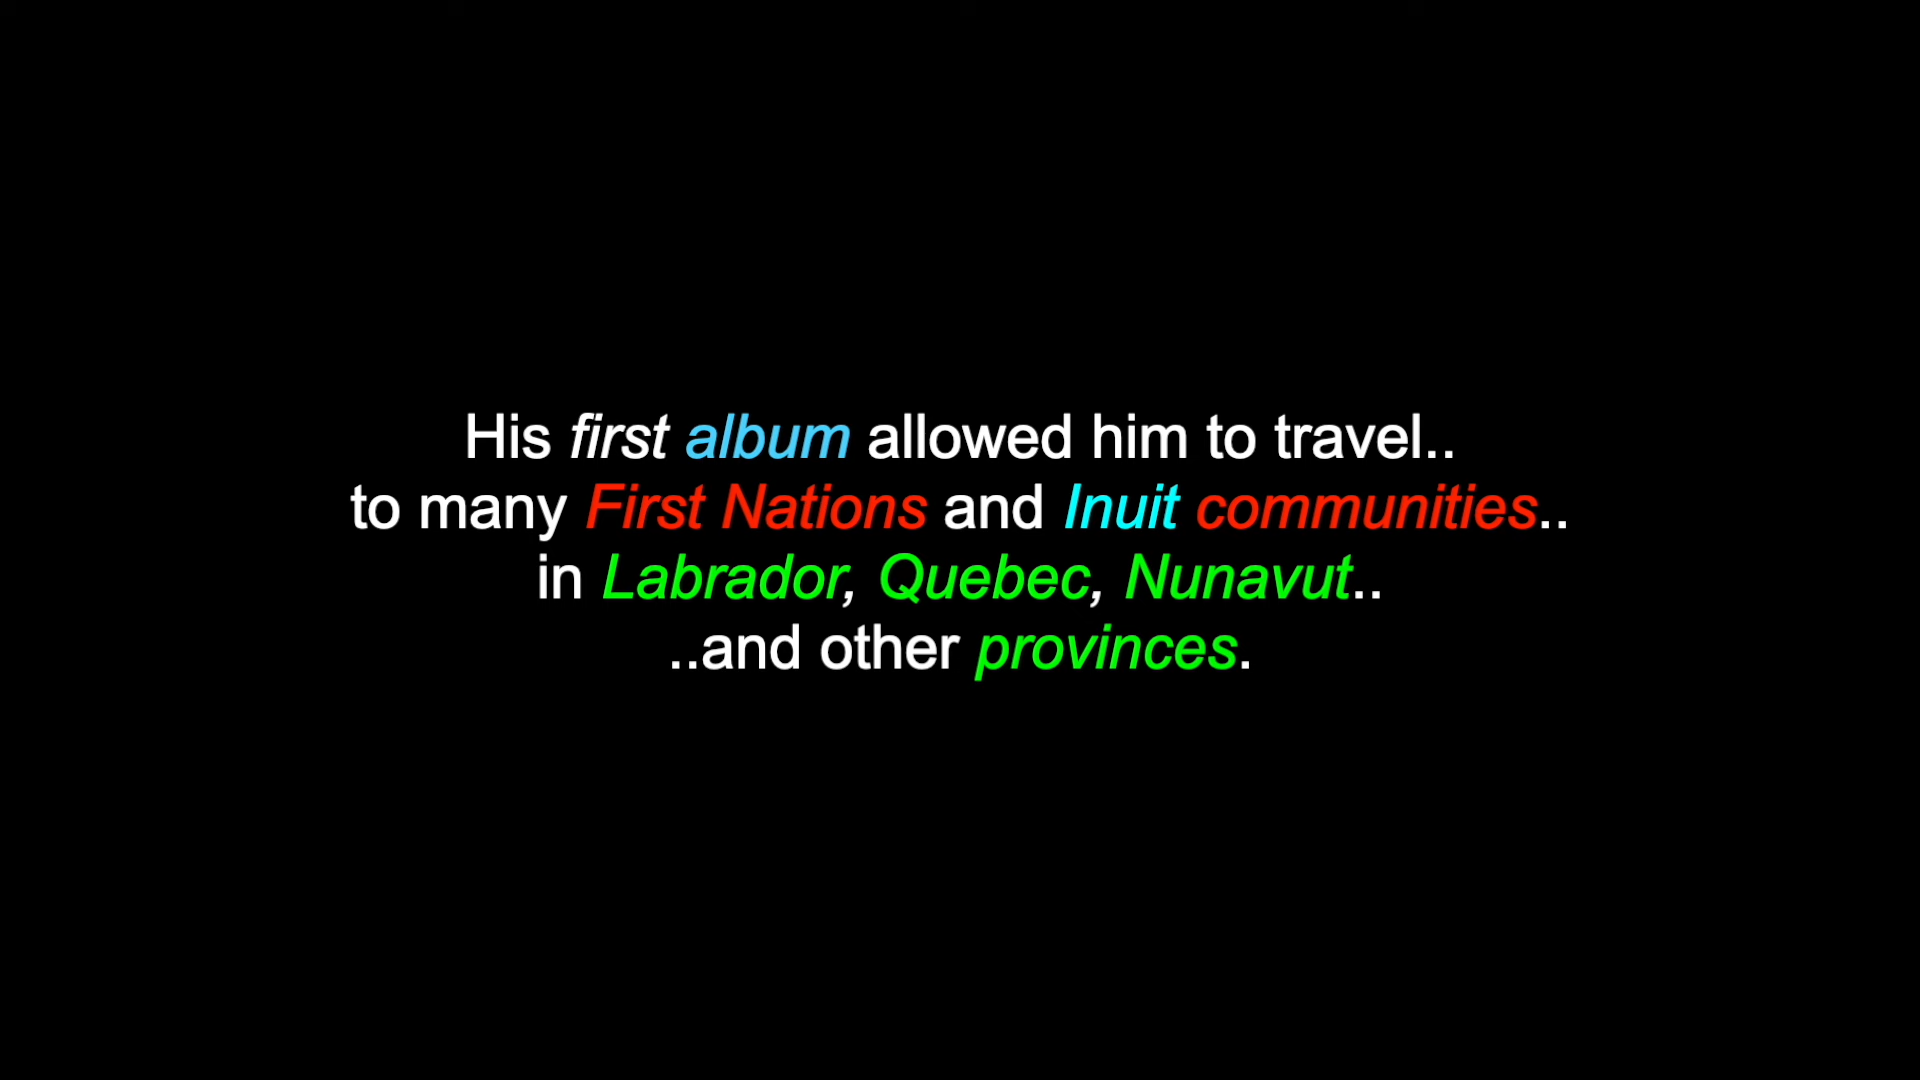 His first album allowed him to travel..
to many First Nations and Inuit communities..
in Labrador, Quebec, Nunavut..
..and other provinces.